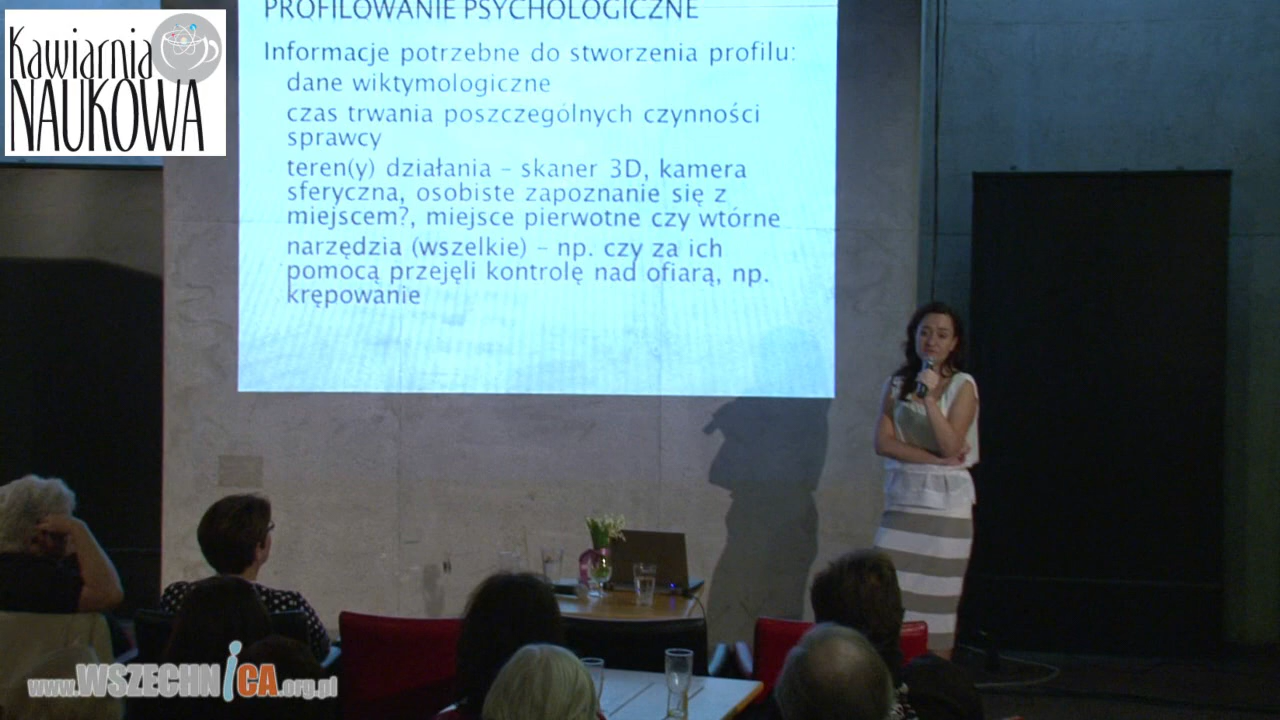 Kawiarnia
NAUKOWA
PROFILOWANIE PSYCHOLOGICZNE
Informacje potrzebne do stworzenia profilu:
dane wiktymologiczne
czas trwania poszczególnych czynności
sprawcy
teren(y) działania – skaner 3D, kamera
sferyczna, osobiste zapoznanie się z
miejscem?, miejsce pierwotne czy wtórne
narzędzia (wszelkie) – np. czy za ich
pomocą przejęli kontrolę nad ofiarą, np.
krępowanie
www.WSZECHNiCA.org.pl